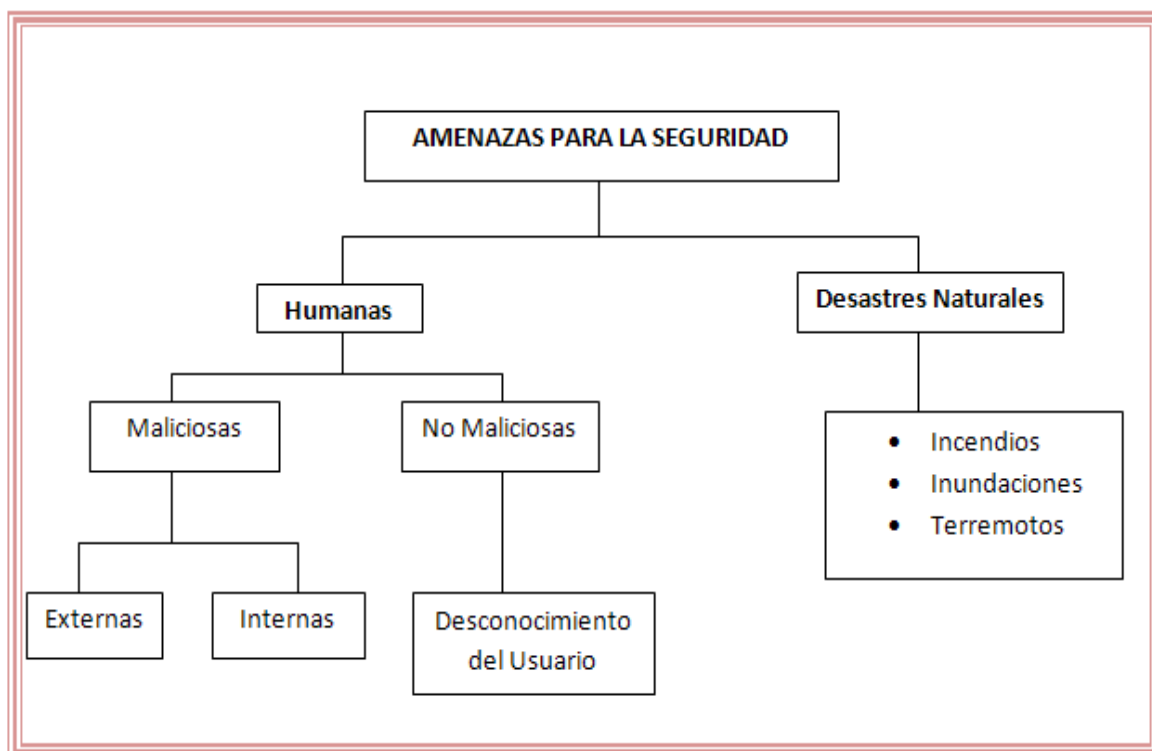 AMENAZAS PARA LA SEGURIDAD
Humanas
Desastres Naturales
Maliciosas
No Maliciosas
• Incendios
• Inundaciones
• Terremotos
Externas
Internas
Desconocimiento
del Usuario